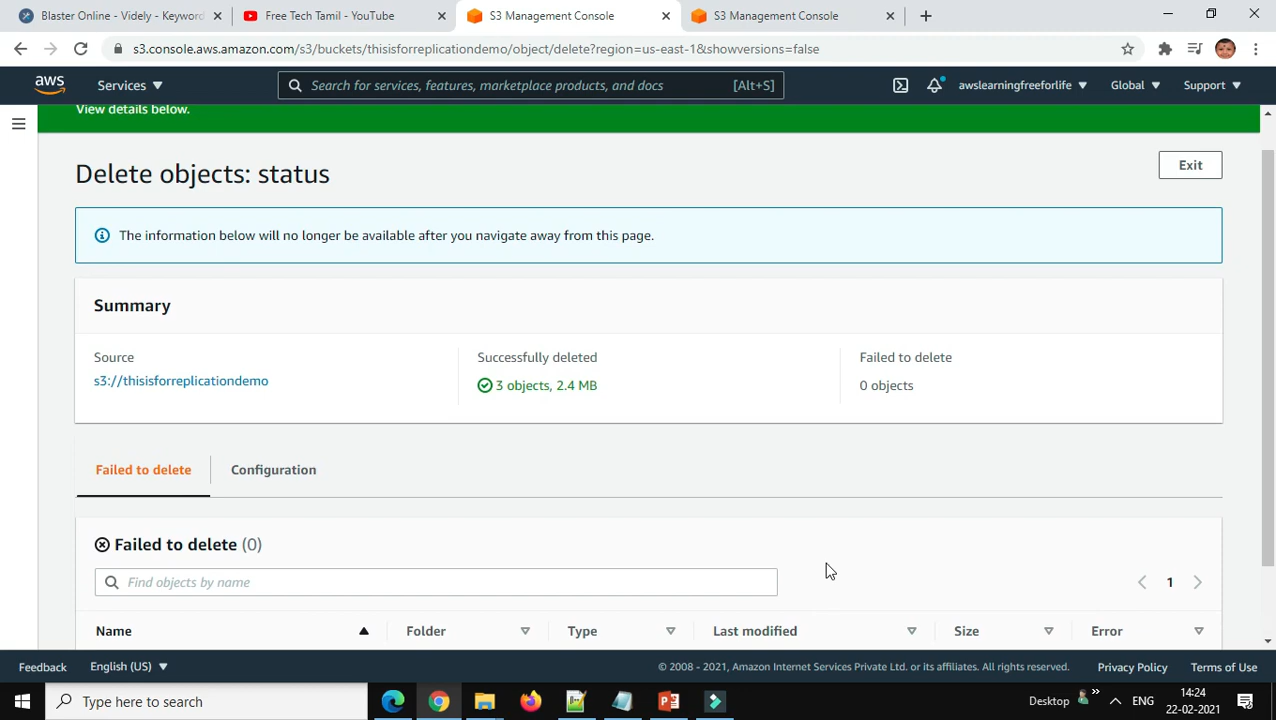 Blaster Online - Videly - Keyword
Free Tech Tamil - YouTube
S3 Management Console
S3 Management Console
s3.console.aws.amazon.com/s3/buckets/thisisforreplicationdemo/object/delete?region=us-east-1&showversions=false
aws
Services
Search for services, features, marketplace products, and docs
[Alt+S]
awslearningfreeforlife
Global
Support
View details below.
Delete objects: status
Exit
The information below will no longer be available after you navigate away from this page.
Summary
Source
Successfully deleted
Failed to delete
s3://thisisforreplicationdemo
3 objects, 2.4 MB
0 objects
Failed to delete
Configuration
Failed to delete (0)
Find objects by name
1
Name
Folder
Type
Last modified
Size
Error
Feedback
English (US)
© 2008 - 2021, Amazon Internet Services Private Ltd. or its affiliates. All rights reserved.
Privacy Policy
Terms of Use
Type here to search
Desktop
ENG
14:24
22-02-2021